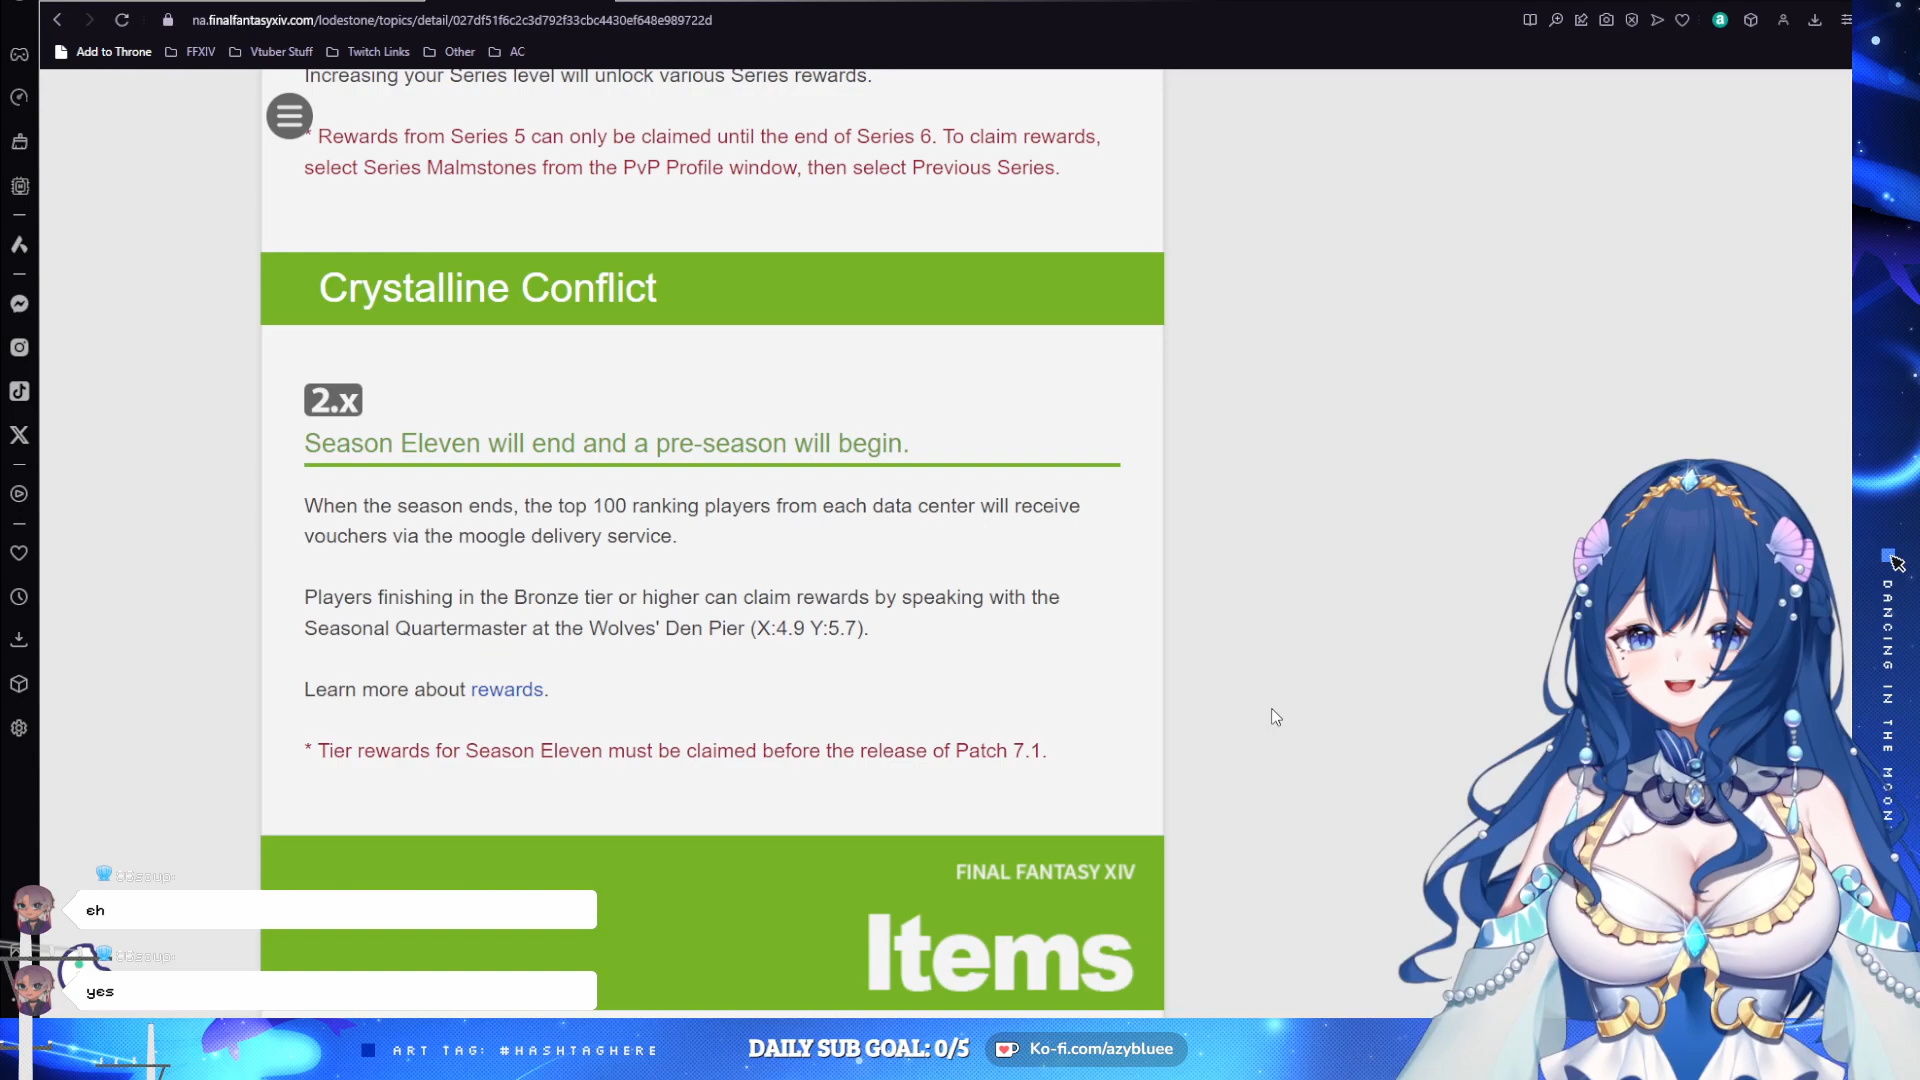 na.finalfantasyxiv.com/lodestone/topics/detail/027df51f6c2c3d792f33cbc4430ef648e989722d
Add to Throne
FFXIV
Vtuber Stuff
Twitch Links
Other
AC
Increasing your Series level will unlock various Series rewards.
* Rewards from Series 5 can only be claimed until the end of Series 6. To claim rewards,
select Series Malmstones from the PvP Profile window, then select Previous Series.
Crystalline Conflict
2.x
Season Eleven will end and a pre-season will begin.
When the season ends, the top 100 ranking players from each data center will receive
vouchers via the moogle delivery service.
Players finishing in the Bronze tier or higher can claim rewards by speaking with the
Seasonal Quartermaster at the Wolves' Den Pier (X:4.9 Y:5.7).
Learn more about rewards.
* Tier rewards for Season Eleven must be claimed before the release of Patch 7.1.
FINAL FANTASY XIV
Items
eh
yes
ART TAG: #HASHTAGHERE
DAILY SUB GOAL: 0/5
Ko-fi.com/azybluee
DANCING IN THE MOON